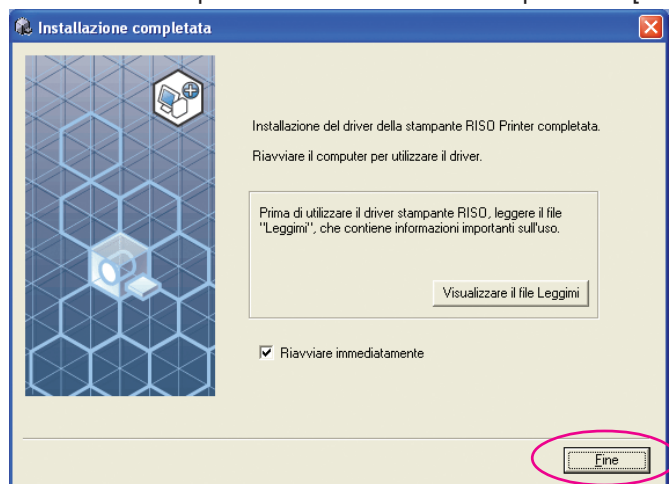 Installazione completata
Installazione del driver della stampante RISO Printer completata.
Riavviare il computer per utilizzare il driver.
Prima di utilizzare il driver stampante RISO, leggere il file
"Leggimi", che contiene informazioni importanti sull'uso.
Visualizzare il file Leggimi
Riavviare immediatamente
Fine